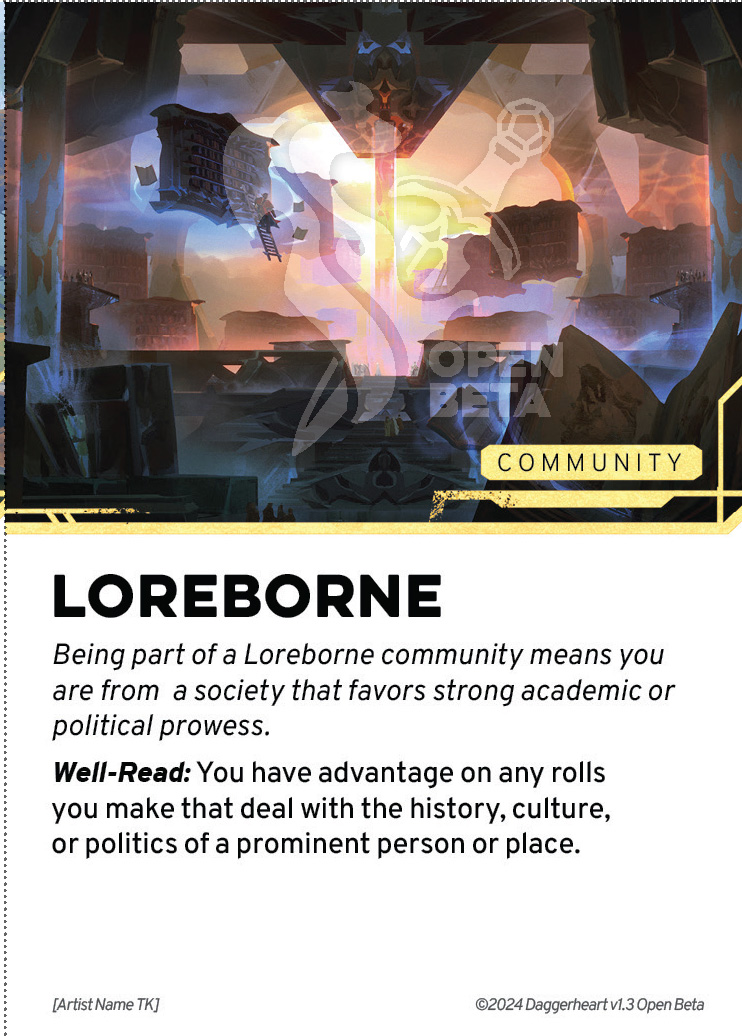 OPEN
BETA
COMMUNITY
LOREBORNE
Being part of a Loreborne community means you
are from  a society that favors strong academic or
political prowess.
Well-Read: You have advantage on any rolls
you make that deal with the history, culture,
or politics of a prominent person or place.
[Artist Name TK]
©2024 Daggerheart v1.3 Open Beta